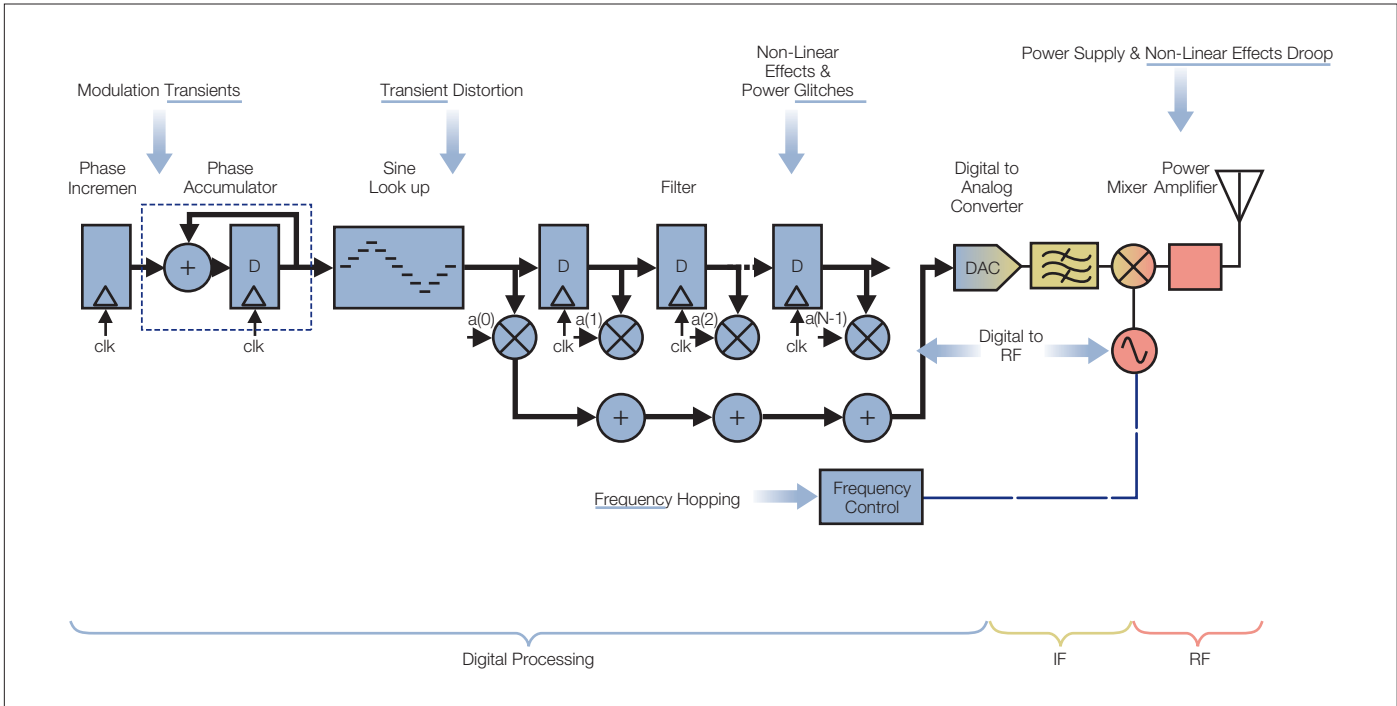 Non-Linear
Effects &
Power Glitches
Power Supply & Non-Linear Effects Droop
Modulation Transients
Transient Distortion
Phase
Incremen
Phase
Accumulator
Sine
Look up
Filter
Digital to
Analog
Converter
Mixer
Power
Amplifier
+
D
D
D
D
DAC
clk
clk
a(0)
clk
a(1)
clk
a(2)
clk
a(N-1)
Digital to
RF
+
+
+
Frequency Hopping
Frequency
Control
Digital Processing
IF
RF